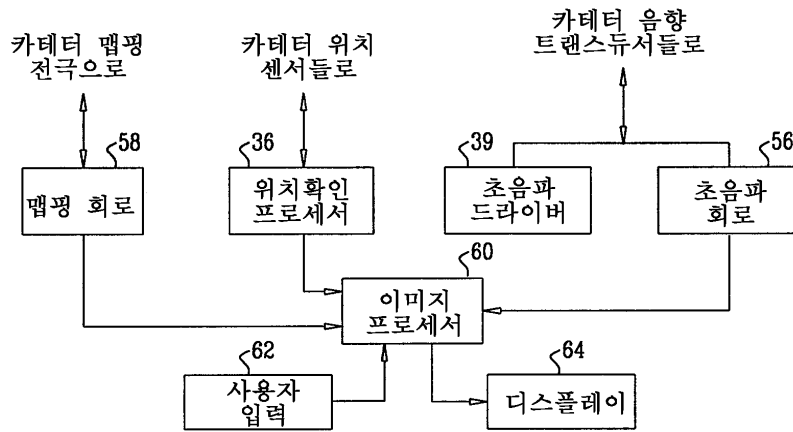 카테터 맵핑
전극으로
카테터 위치
센서들로
카테터 음향
트랜스듀서들로
58
맵핑 회로
36
위치확인
프로세서
39
초음파
드라이버
56
초음파
회로
60
이미지
프로세서
62
사용자
입력
64
디스플레이